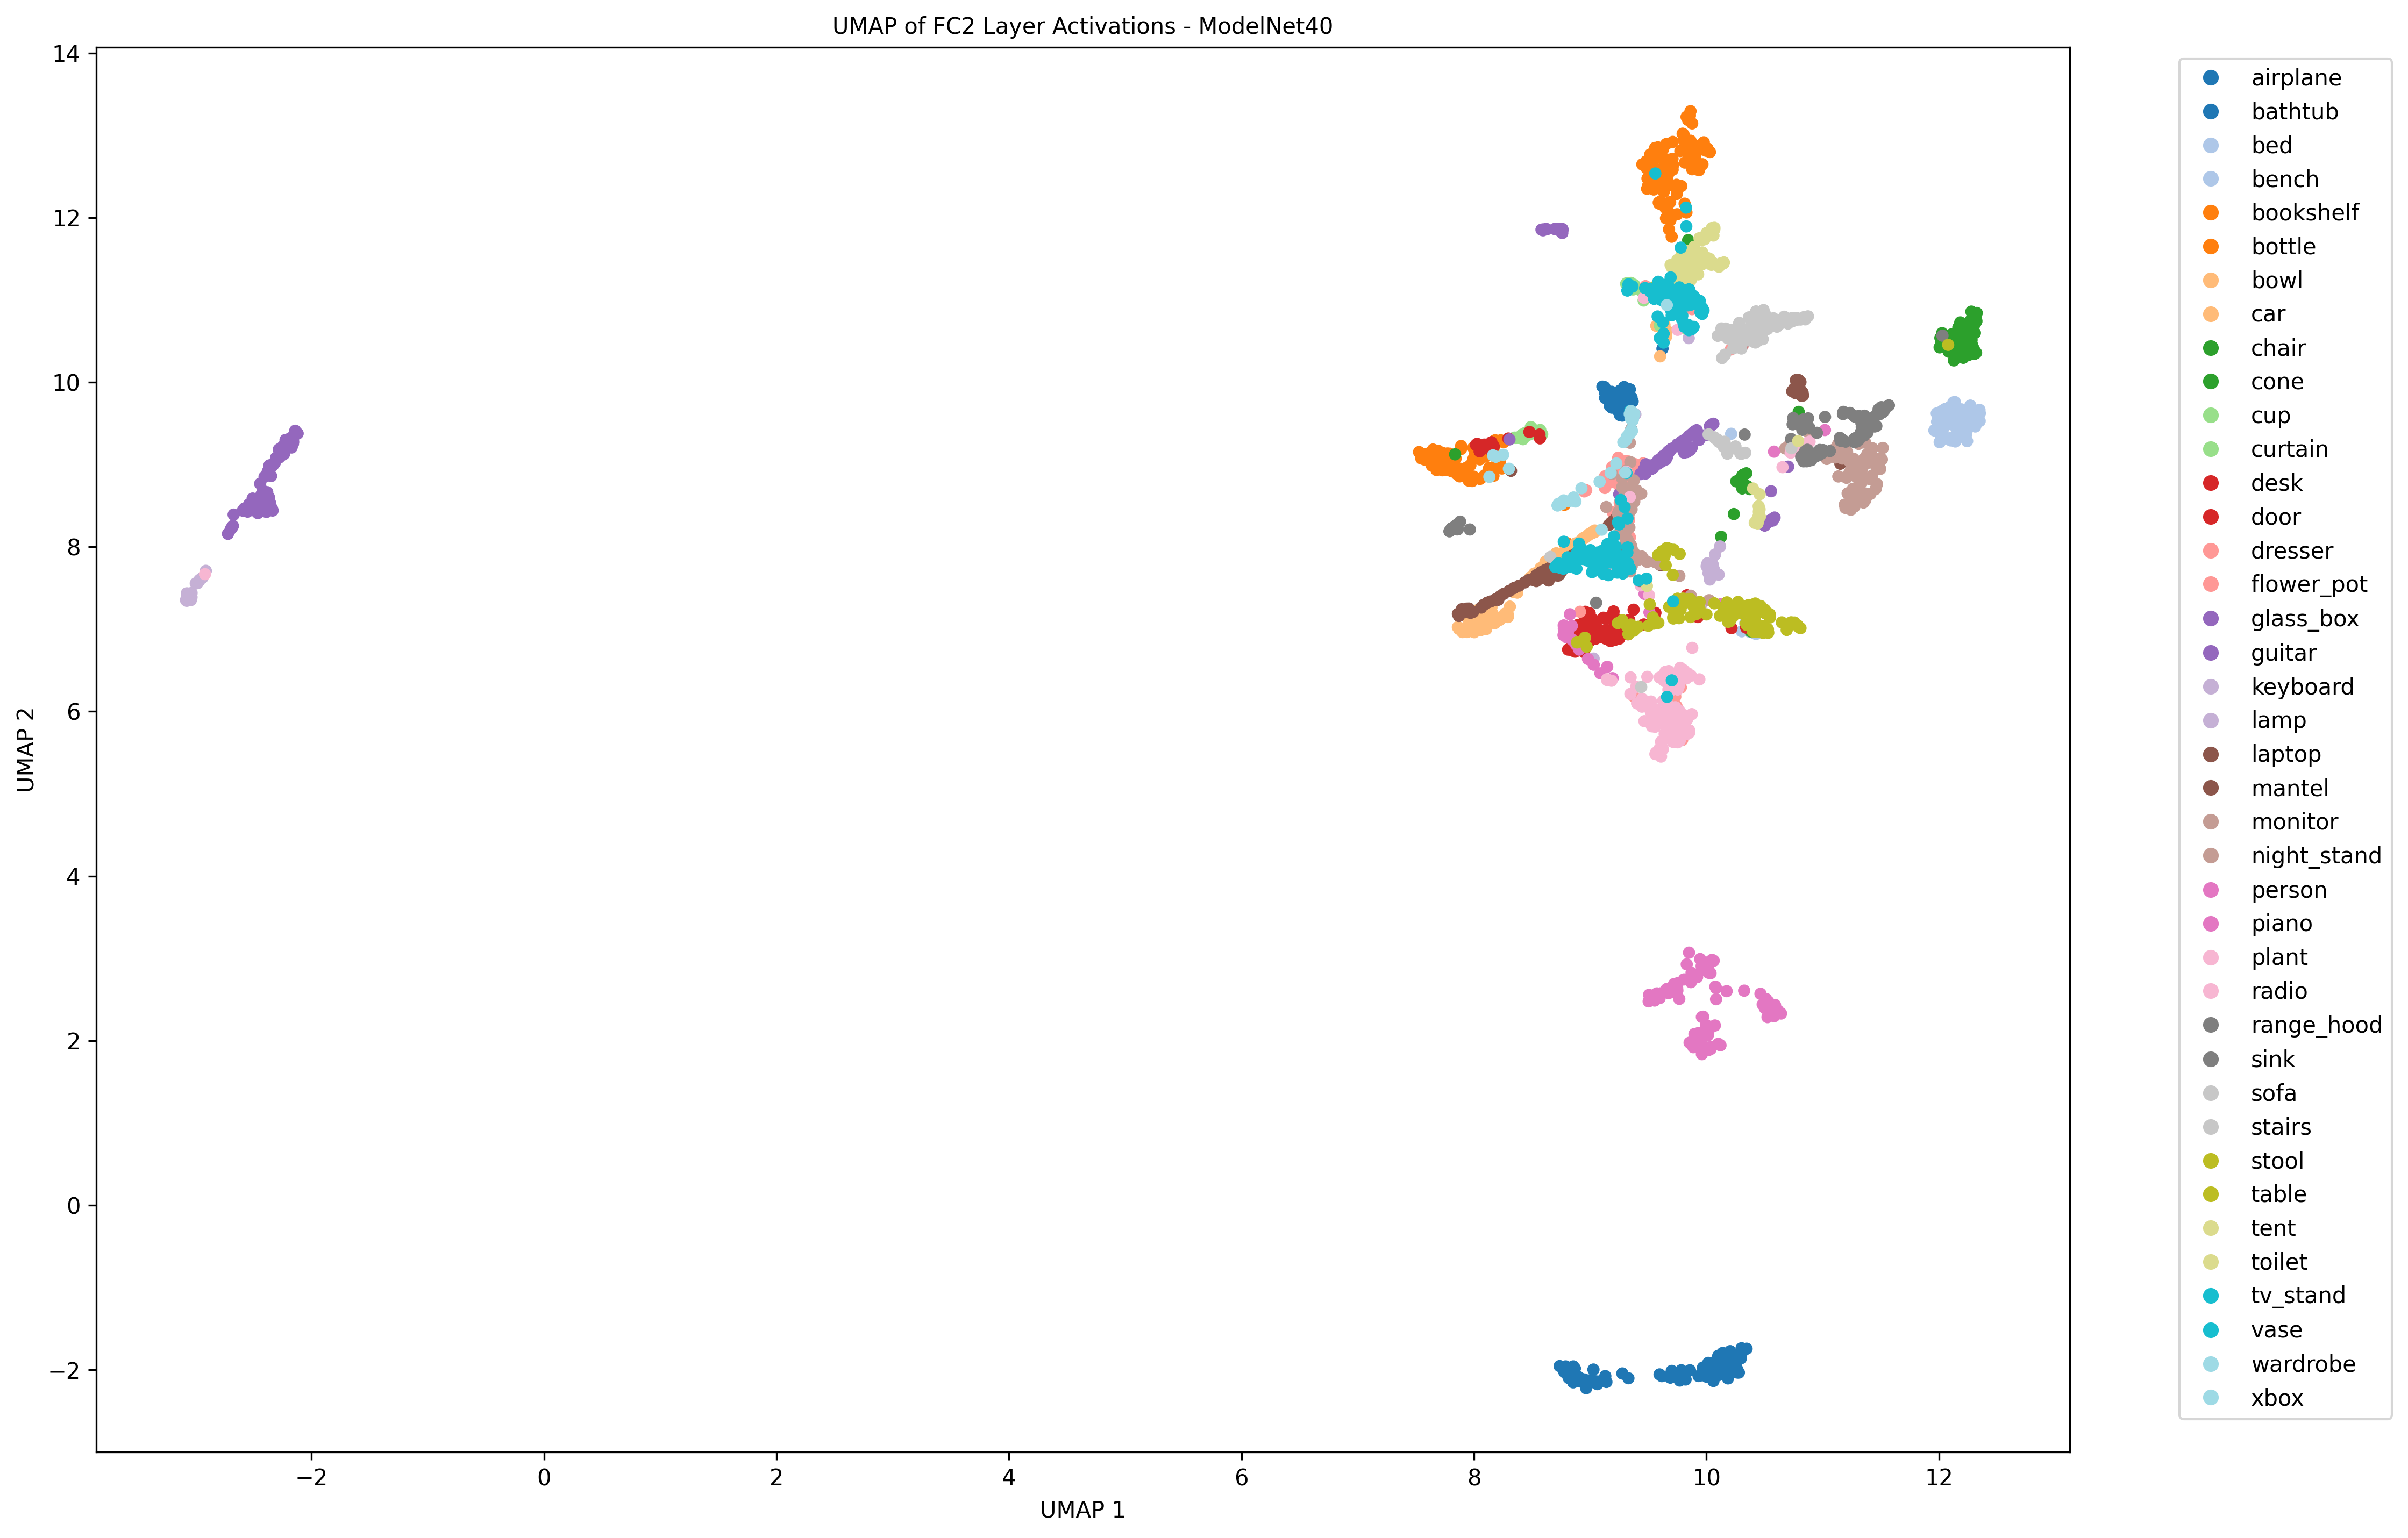 UMAP of FC2 Layer Activations - ModelNet40
14
12
10
8
6
4
2
0
−2
UMAP 2
−2
0
2
4
6
8
10
12
UMAP 1
airplane
bathtub
bed
bench
bookshelf
bottle
bowl
car
chair
cone
cup
curtain
desk
door
dresser
flower_pot
glass_box
guitar
keyboard
lamp
laptop
mantel
monitor
night_stand
person
piano
plant
radio
range_hood
sink
sofa
stairs
stool
table
tent
toilet
tv_stand
vase
wardrobe
xbox